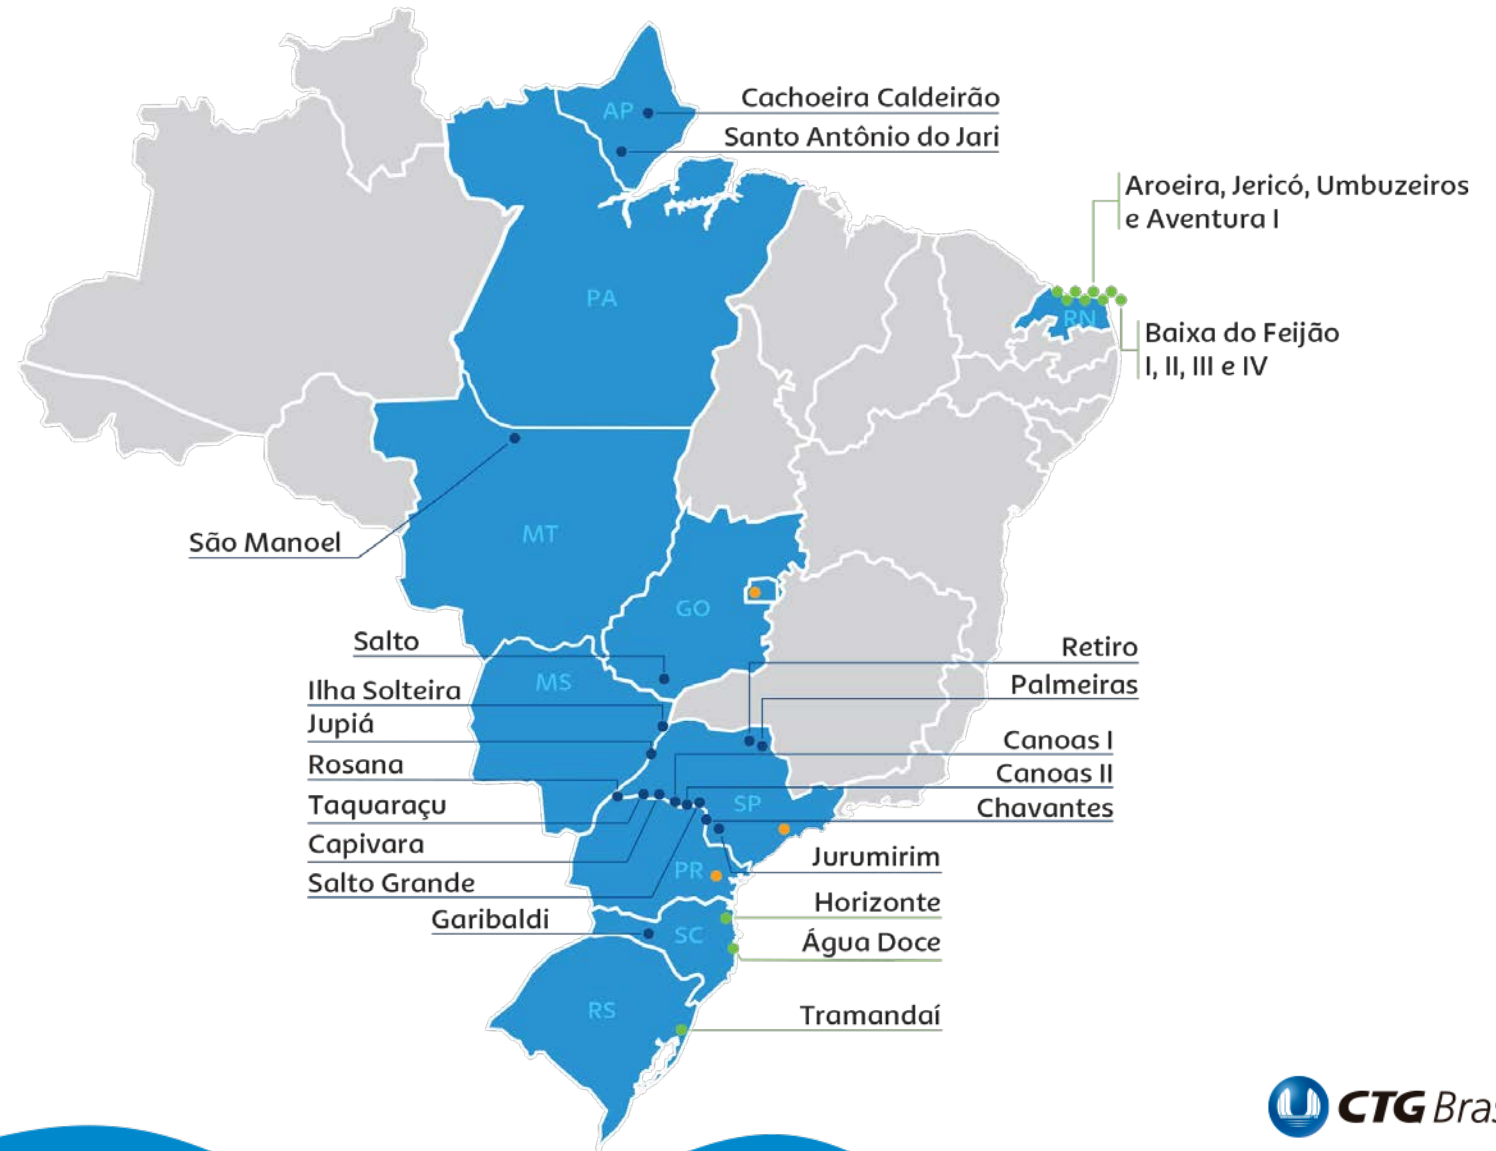 AP
Cachoeira Caldeirão
Santo Antônio do Jari
Aroeira, Jericó, Umbuzeiros
e Aventura I
PA
RN
Baixa do Feijão
I, II, III e IV
São Manoel
MT
GO
Salto
MS
Ilha Solteira
Jupiá
Rosana
Taquaraçu
Capivara
Salto Grande
Garibaldi
Retiro
Palmeiras
Canoas I
Canoas II
Chavantes
SP
Jurumirim
PR
Horizonte
SC
Água Doce
RS
Tramandaí
CTG Bras